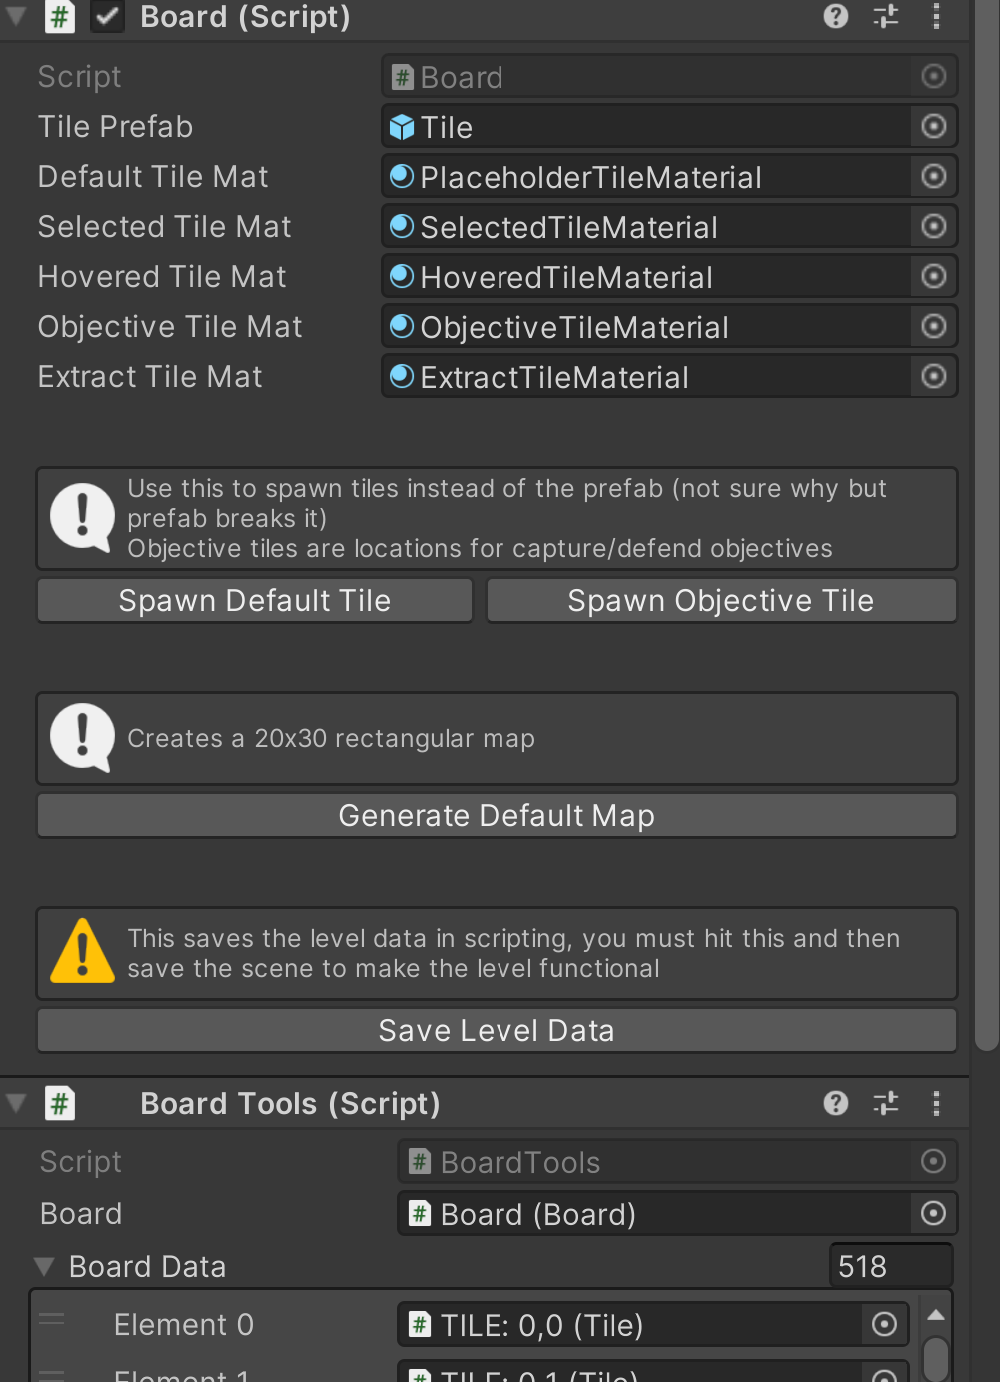 Board (Script)
Script Board
Tile Prefab Tile
Default Tile Mat PlaceholderTileMaterial
Selected Tile Mat SelectedTileMaterial
Hovered Tile Mat HoveredTileMaterial
Objective Tile Mat ObjectiveTileMaterial
Extract Tile Mat ExtractTileMaterial
Use this to spawn tiles instead of the prefab (not sure why but
prefab breaks it)
Objective tiles are locations for capture/defend objectives
Spawn Default Tile Spawn Objective Tile
Creates a 20x30 rectangular map
Generate Default Map
This saves the level data in scripting, you must hit this and then
save the scene to make the level functional
Save Level Data
Board Tools (Script)
Script BoardTools
Board Board (Board)
Board Data 518
Element 0 TILE: 0,0 (Tile)
Element 1 TILE: 0,1 (Tile)